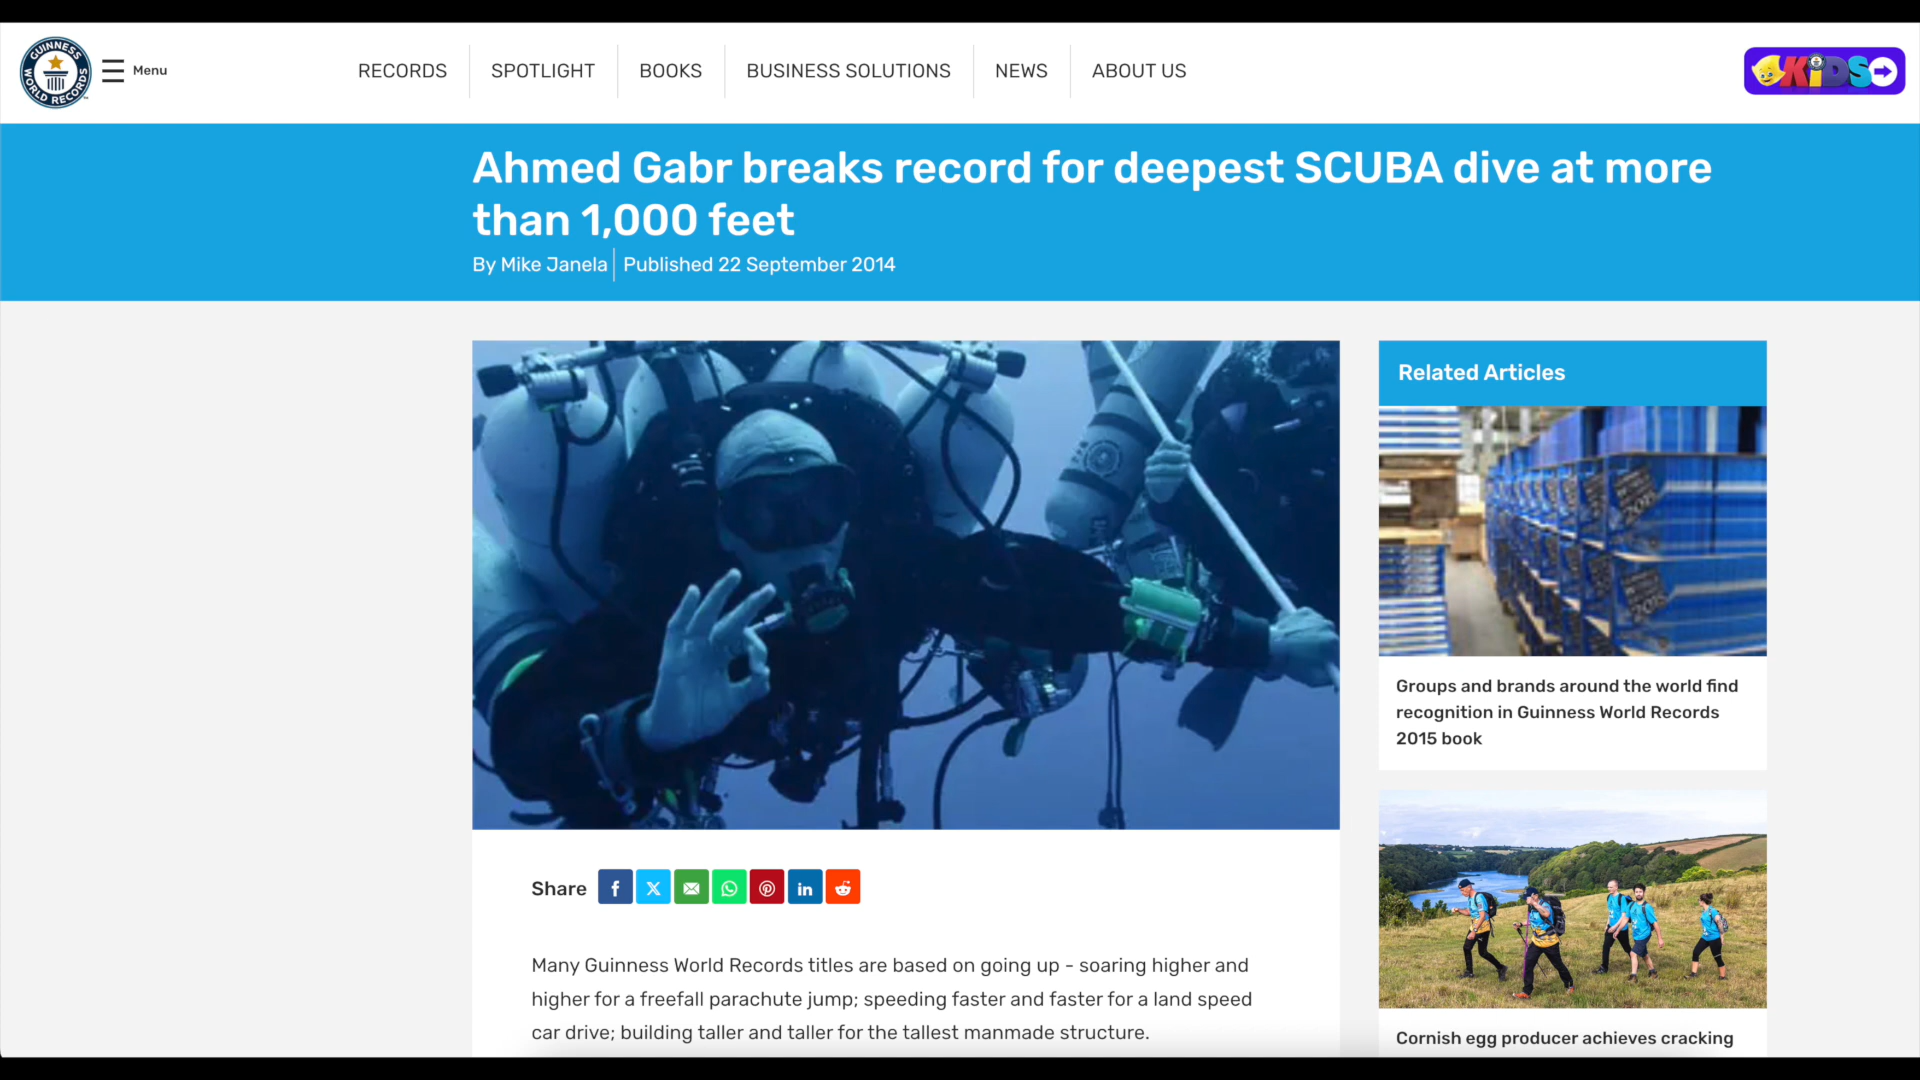 GUINNESS
WORLD RECORDS
Menu
RECORDS
SPOTLIGHT
BOOKS
BUSINESS SOLUTIONS
NEWS
ABOUT US
KiDS
Ahmed Gabr breaks record for deepest SCUBA dive at more
than 1,000 feet
By Mike Janela
Published 22 September 2014
Related Articles
2015
2015
Groups and brands around the world find
recognition in Guinness World Records
2015 book
Share
Many Guinness World Records titles are based on going up - soaring higher and
higher for a freefall parachute jump; speeding faster and faster for a land speed
car drive; building taller and taller for the tallest manmade structure.
Cornish egg producer achieves cracking